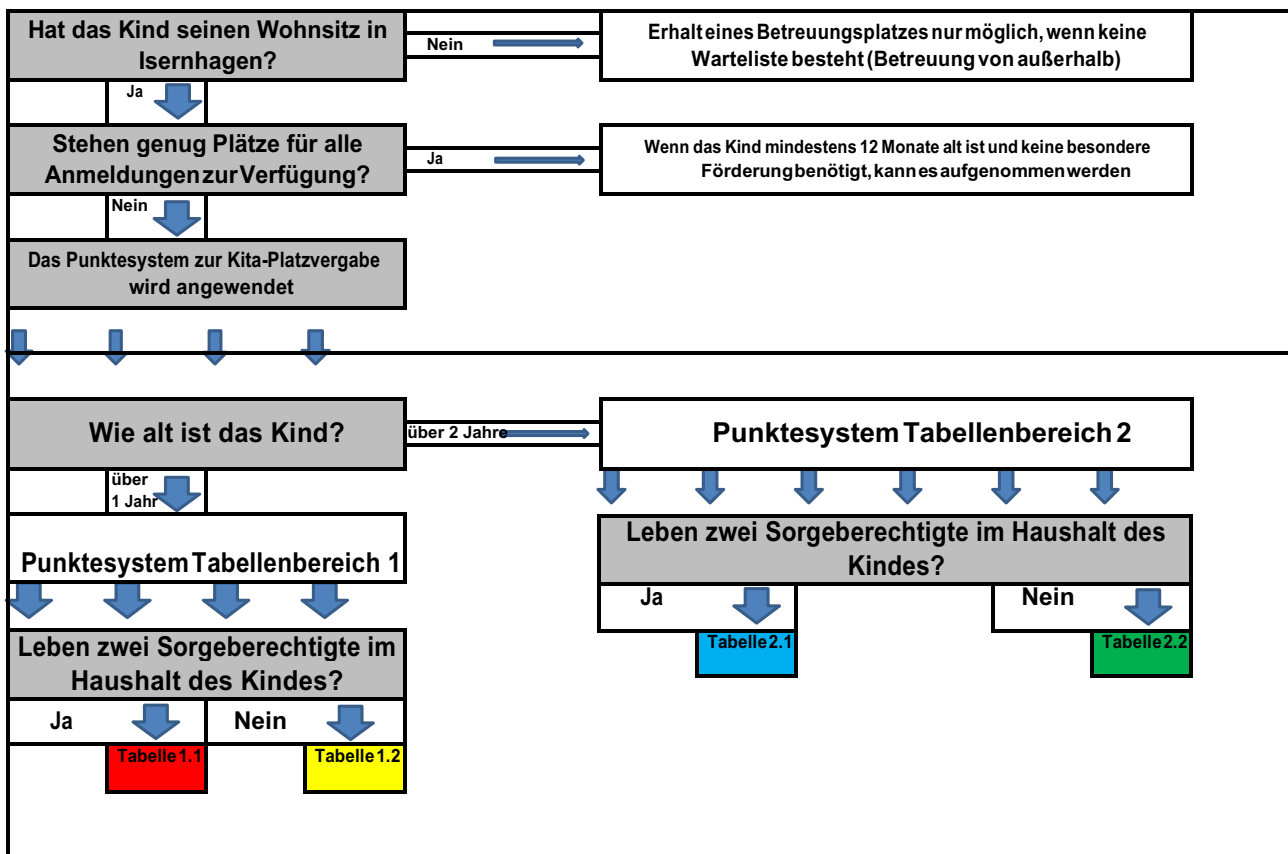 Hat das Kind seinen Wohnsitz in
Isernhagen?
Nein
Erhalt eines Betreuungsplatzes nur möglich, wenn keine
Warteliste besteht (Betreuung von außerhalb)
Ja
Stehen genug Plätze für alle
Anmeldungen zur Verfügung?
Ja
Wenn das Kind mindestens 12 Monate alt ist und keine besondere
Förderung benötigt, kann es aufgenommen werden
Nein
Das Punktesystem zur Kita-Platzvergabe
wird angewendet
Wie alt ist das Kind?
über 2 Jahre
Punktesystem Tabellenbereich 2
über
1 Jahr
Punktesystem Tabellenbereich 1
Leben zwei Sorgeberechtigte im Haushalt des
Kindes?
Ja
Nein
Tabelle 2.1
Tabelle 2.2
Leben zwei Sorgeberechtigte im
Haushalt des Kindes?
Ja
Nein
Tabelle 1.1
Tabelle 1.2